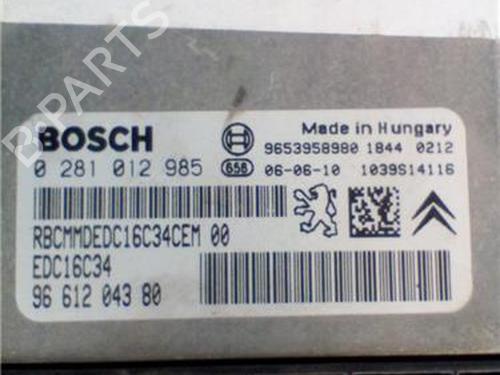 B-PARTS
BOSCH
Made in Hungary
9653958980 1844 0212
0 281 012 985 656 06-06-10 1039S14116
RBCMMDEDC16C34CEM 00
EDC16C34
96 612 043 80